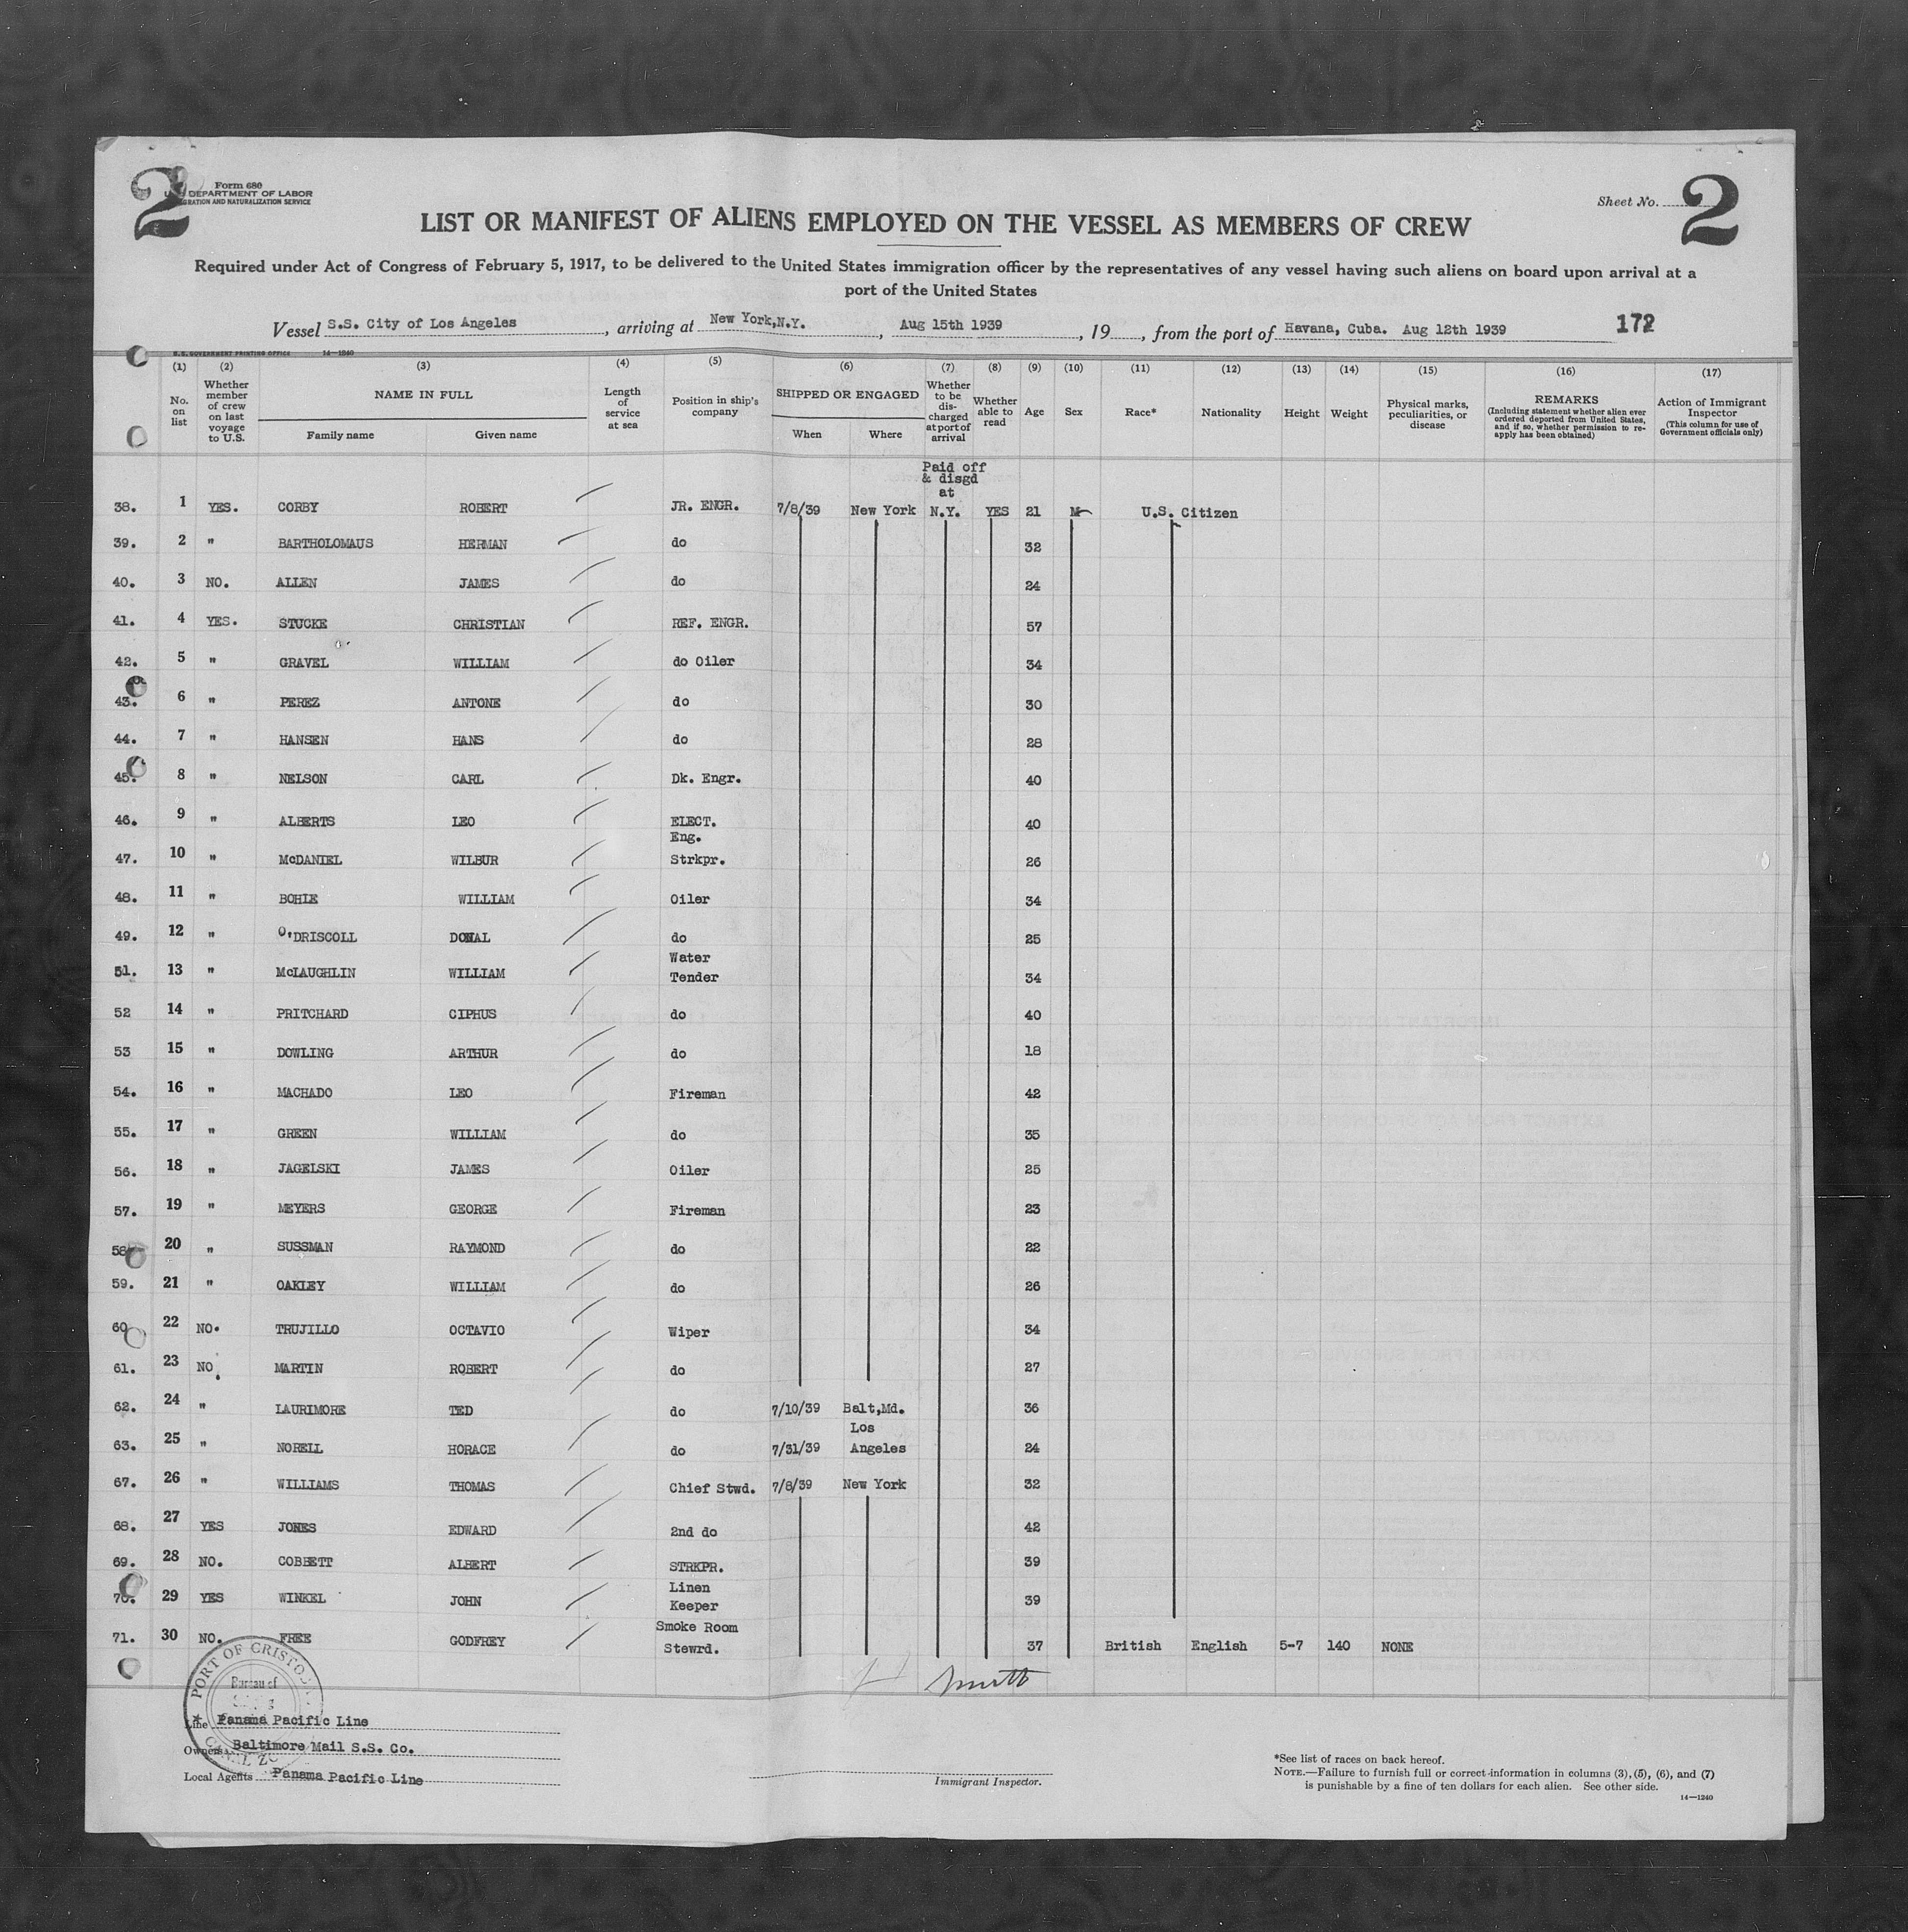 2
Form 680
DEPARTMENT OF LABOR
GRATION AND NATURALIZATION SERVICE
Sheet No. 2
LIST OR MANIFEST OF ALIENS EMPLOYED ON THE VESSEL AS MEMBERS OF CREW
Required under Act of Congress of February 5, 1917, to be delivered to the United States immigration officer by the representatives of any vessel having such aliens on board upon arrival at a
port of the United States
Vessel S.S. City of Los Angeles, arriving at New York,N.Y., Aug 15th 1939, 19, from the port of Havana, Cuba. Aug 12th 1939 172
U.S. GOVERNMENT PRINTING OFFICE 14—1240
(1) (2) (3) (4) (5) (6) (7) (8) (9) (10) (11) (12) (13) (14) (15) (16) (17)
No. on list
Whether member of crew on last voyage to U.S.
NAME IN FULL
Family name Given name
Length of service at sea
Position in ship's company
SHIPPED OR ENGAGED
When Where
Whether to be discharged at port of arrival
Whether able to read
Age
Sex
Race*
Nationality
Height
Weight
Physical marks, peculiarities, or disease
REMARKS
(Including statement whether alien ever ordered deported from United States, and if so, whether permission to re-apply has been obtained)
Action of Immigrant Inspector
(This column for use of Government officials only)
Paid off
& disgd
at
38. 1 YES. CORBY ROBERT JR. ENGR. 7/8/39 New York N.Y. YES 21 M U.S. Citizen
39. 2 " BARTHOLOMAUS HERMAN do 32
40. 3 NO. ALLEN JAMES do 24
41. 4 YES. STUCKE CHRISTIAN REF. ENGR. 57
42. 5 " GRAVEL WILLIAM do Oiler 34
43. 6 " PEREZ ANTONE do 30
44. 7 " HANSEN HANS do 28
45. 8 " NELSON CARL Dk. Engr. 40
46. 9 " ALBERTS LEO ELECT. 40
Eng.
47. 10 " McDANIEL WILBUR Strkpr. 26
48. 11 " BOHLE WILLIAM Oiler 34
49. 12 " O'DRISCOLL DONAL do 25
Water
51. 13 " McLAUGHLIN WILLIAM Tender 34
52 14 " PRITCHARD CIPHUS do 40
53 15 " DOWLING ARTHUR do 18
54. 16 " MACHADO LEO Fireman 42
55. 17 " GREEN WILLIAM do 35
56. 18 " JAGELSKI JAMES Oiler 25
57. 19 " MEYERS GEORGE Fireman 23
58 20 " SUSSMAN RAYMOND do 22
59. 21 " OAKLEY WILLIAM do 26
60 22 NO. TRUJILLO OCTAVIO Wiper 34
61. 23 NO. MARTIN ROBERT do 27
62. 24 " LAURIMORE TED do 7/10/39 Balt,Md. 36
Los
63. 25 " NORELL HORACE do 7/31/39 Angeles 24
67. 26 " WILLIAMS THOMAS Chief Stwd. 7/8/39 New York 32
68. 27 YES JONES EDWARD 2nd do 42
69. 28 NO. COBBETT ALBERT STRKPR. 39
Linen
70. 29 YES WINKEL JOHN Keeper 39
Smoke Room
71. 30 NO. FREE GODFREY Stewrd. 37 British English 5-7 140 NONE
PORT OF CRISTOBAL
Bureau of
CANAL ZO
Line Panama Pacific Line
Owners Baltimore Mail S.S. Co.
Local Agents Panama Pacific Line
Immigrant Inspector.
*See list of races on back hereof.
NOTE.—Failure to furnish full or correct information in columns (3), (5), (6), and (7)
is punishable by a fine of ten dollars for each alien. See other side.
14—1240